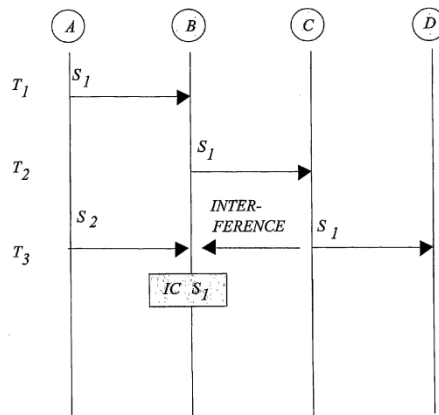 A B C D
T1 S1
T2 S1
S2 INTER-
FERENCE S1
T3
IC S1